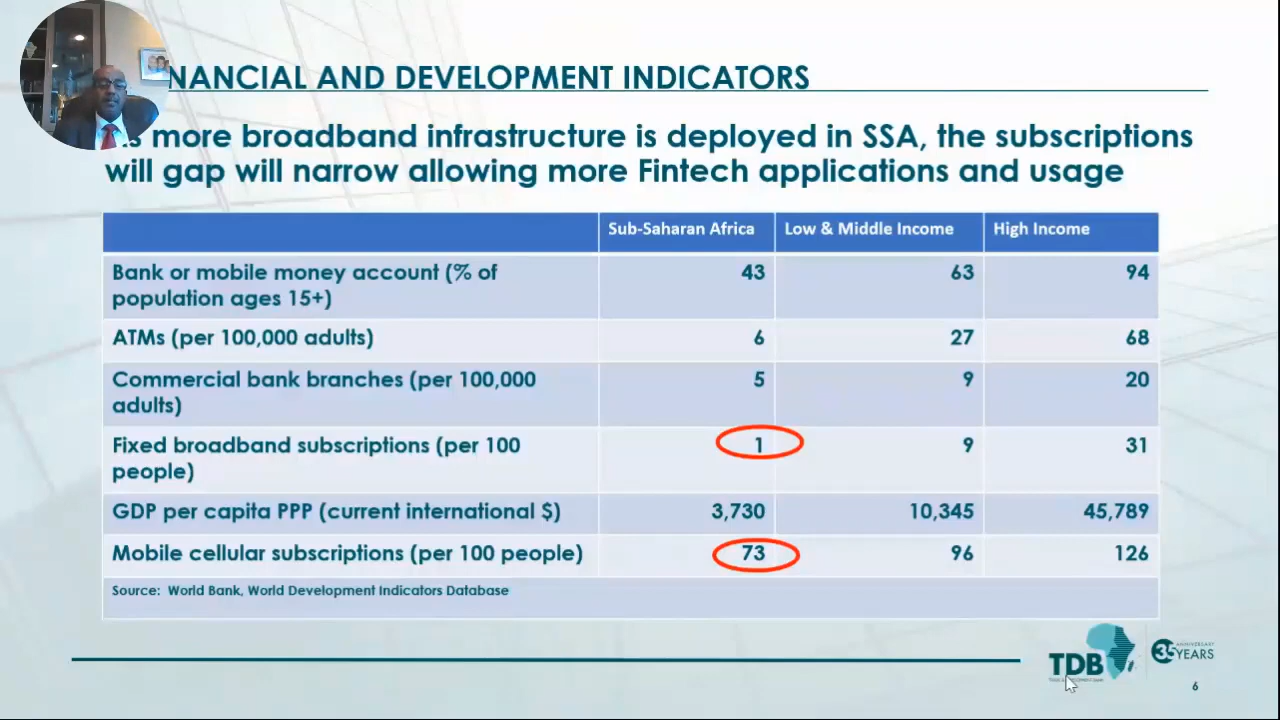 NANCIAL AND DEVELOPMENT INDICATORS
more broadband infrastructure is deployed in SSA, the subscriptions
will gap will narrow allowing more Fintech applications and usage
Sub-Saharan Africa Low & Middle Income High Income
Bank or mobile money account (% of
population ages 15+) 43 63 94
ATMs (per 100,000 adults) 6 27 68
Commercial bank branches (per 100,000
adults) 5 9 20
Fixed broadband subscriptions (per 100
people) 1 9 31
GDP per capita PPP (current international $) 3,730 10,345 45,789
Mobile cellular subscriptions (per 100 people) 73 96 126
Source: World Bank, World Development Indicators Database
TDB
35 ANNIVERSARY
YEARS
6